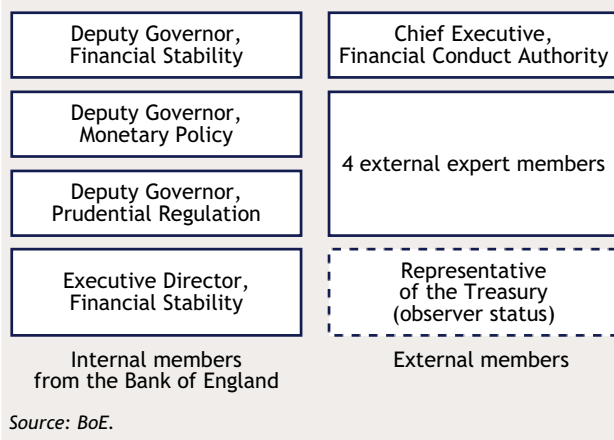 Deputy Governor,
Financial Stability
Chief Executive,
Financial Conduct Authority
Deputy Governor,
Monetary Policy
4 external expert members
Deputy Governor,
Prudential Regulation
Executive Director,
Financial Stability
Representative
of the Treasury
(observer status)
Internal members
from the Bank of England
External members
Source: BoE.